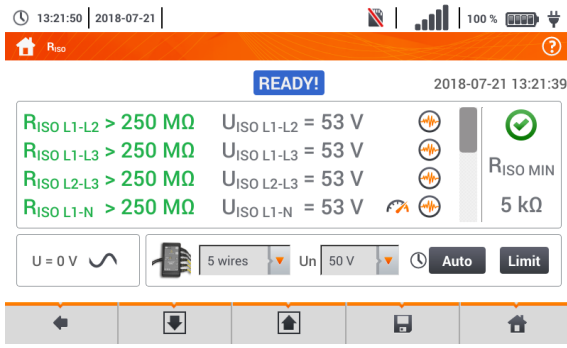 13:21:50 2018-07-21 100 %
RISO ?
READY! 2018-07-21 13:21:39
RISO L1-L2 > 250 MΩ UISO L1-L2 = 53 V
RISO L1-L3 > 250 MΩ UISO L1-L3 = 53 V
RISO L2-L3 > 250 MΩ UISO L2-L3 = 53 V
RISO L1-N > 250 MΩ UISO L1-N = 53 V
RISO MIN
5 kΩ
U = 0 V 5 wires Un 50 V Auto Limit